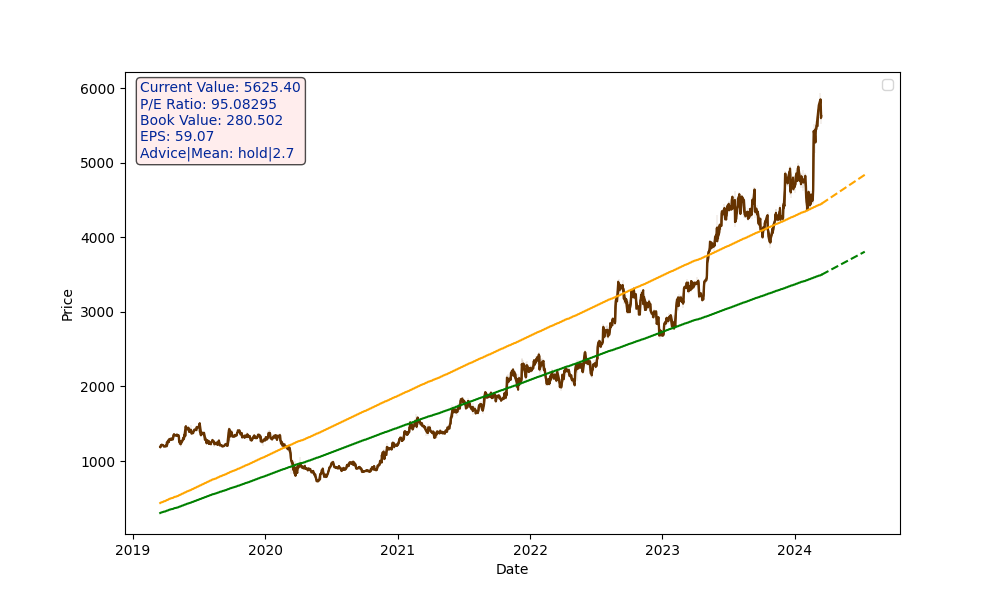 Current Value: 5625.40
P/E Ratio: 95.08295
Book Value: 280.502
EPS: 59.07
Advice|Mean: hold|2.7
6000
5000
4000
3000
2000
1000
Price
2019 2020 2021 2022 2023 2024
Date